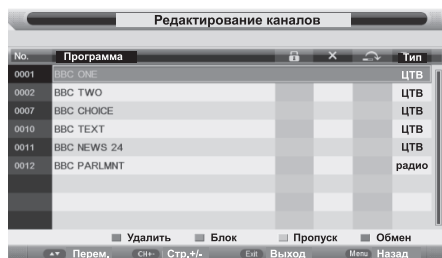 Редактирование каналов
No. Программа Тип
0001 BBC ONE ЦТВ
0002 BBC TWO ЦТВ
0007 BBC CHOICE ЦТВ
0010 BBC TEXT ЦТВ
0011 BBC NEWS 24 ЦТВ
0012 BBC PARLMNT радио
Удалить Блок Пропуск Обмен
Перем. CH+- Стр.+/- Exit Выход Menu Назад